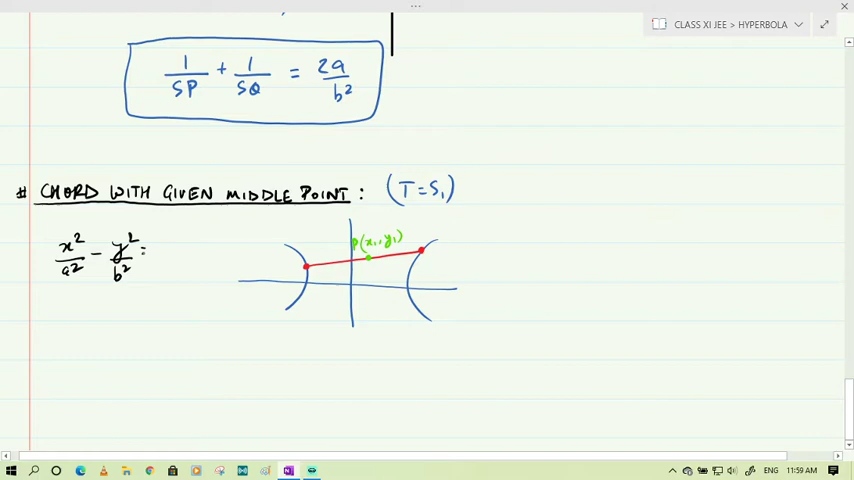 CLASS XI JEE > HYPERBOLA
1/SP + 1/SQ = 2a/b²
# CHORD WITH GIVEN MIDDLE POINT : (T=S₁)
P(x₁,y₁)
x²/a² - y²/b² =
ENG 11:59 AM